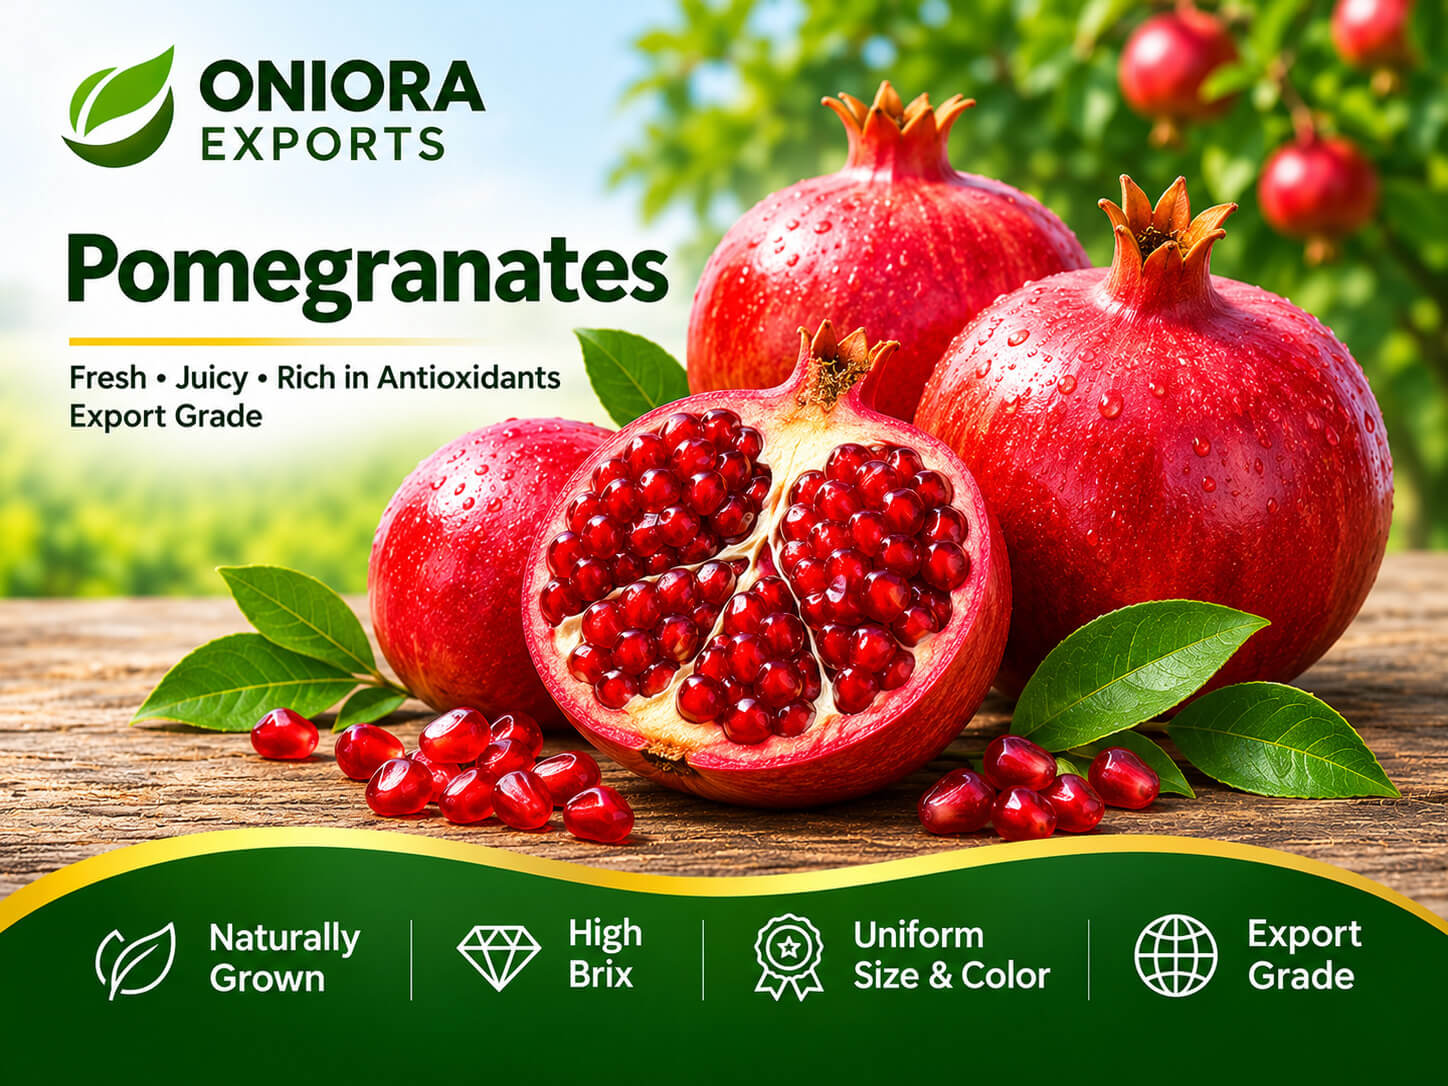 ONIORA
EXPORTS
Pomegranates
Fresh • Juicy • Rich in Antioxidants
Export Grade
Naturally
Grown
High
Brix
Uniform
Size & Color
Export
Grade